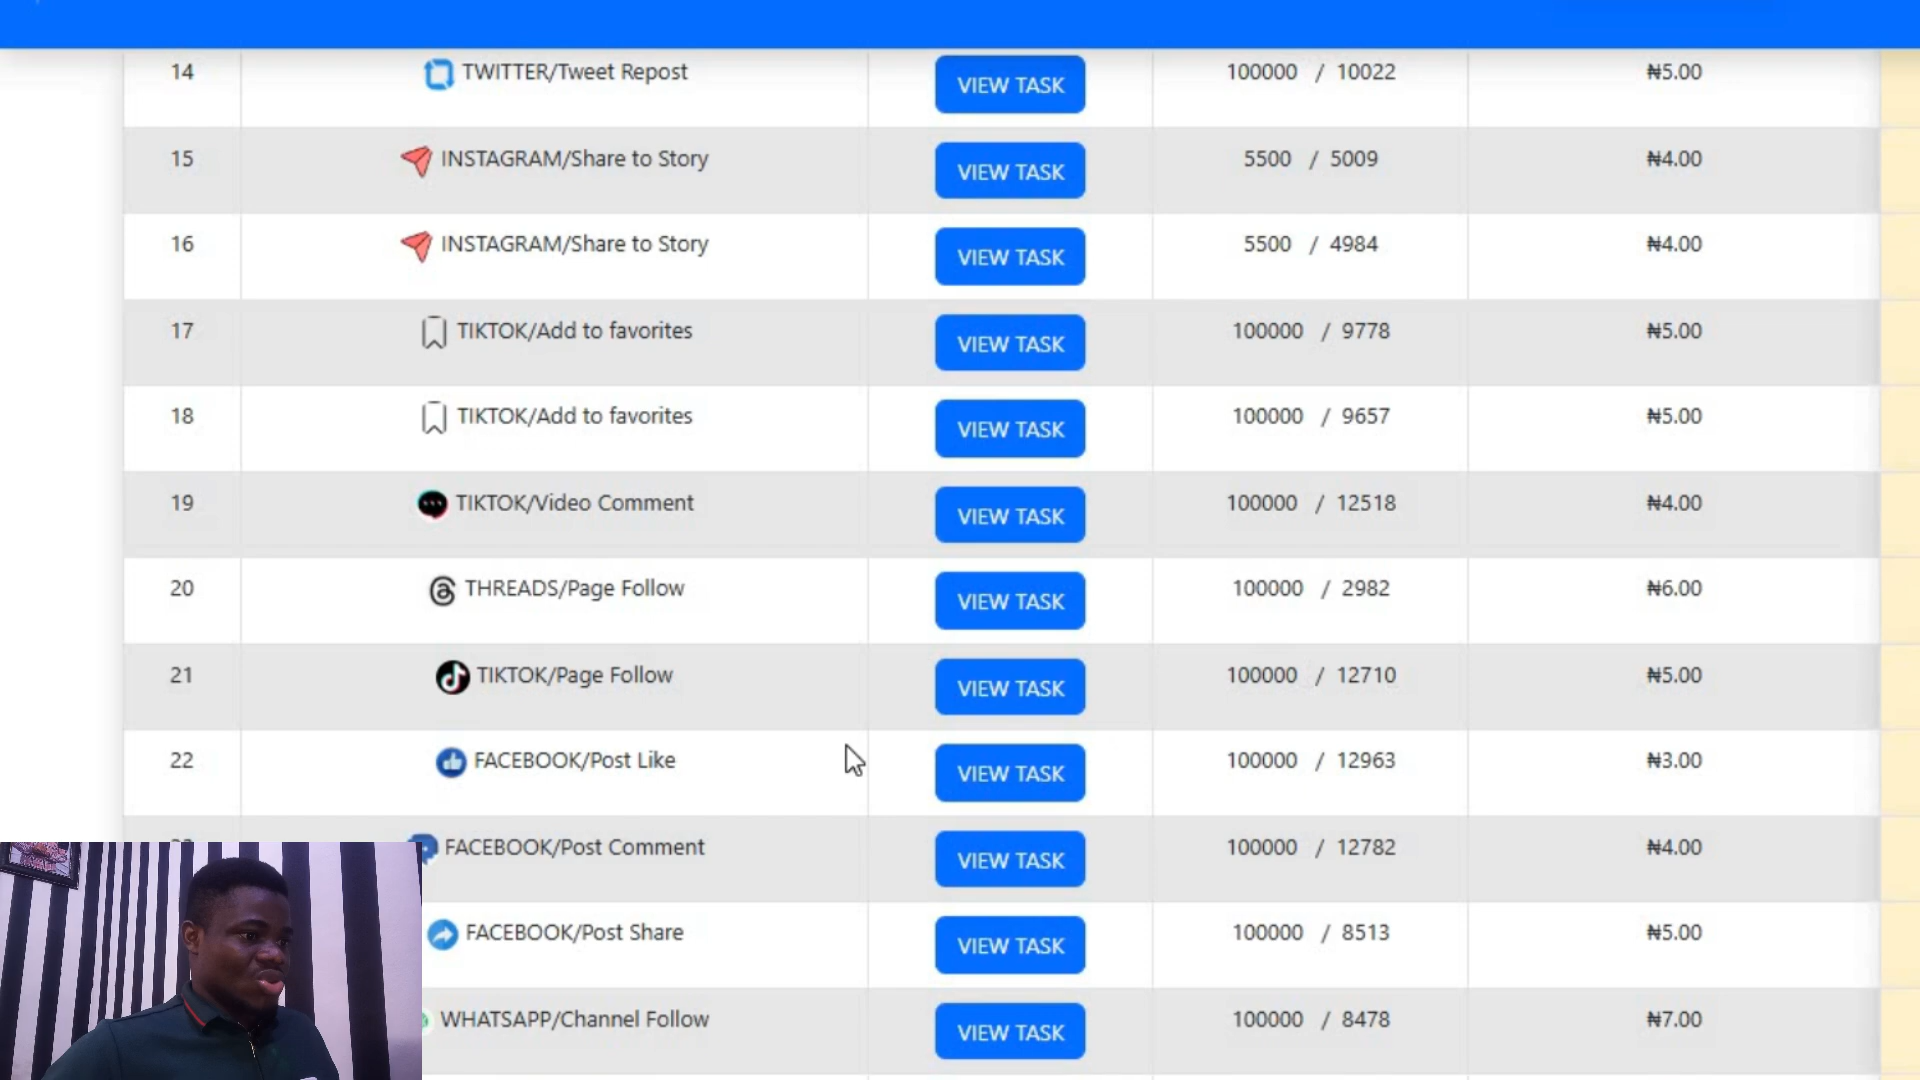 14 TWITTER/Tweet Repost VIEW TASK 100000 / 10022 ₦5.00
15 INSTAGRAM/Share to Story VIEW TASK 5500 / 5009 ₦4.00
16 INSTAGRAM/Share to Story VIEW TASK 5500 / 4984 ₦4.00
17 TIKTOK/Add to favorites VIEW TASK 100000 / 9778 ₦5.00
18 TIKTOK/Add to favorites VIEW TASK 100000 / 9657 ₦5.00
19 TIKTOK/Video Comment VIEW TASK 100000 / 12518 ₦4.00
20 THREADS/Page Follow VIEW TASK 100000 / 2982 ₦6.00
21 TIKTOK/Page Follow VIEW TASK 100000 / 12710 ₦5.00
22 FACEBOOK/Post Like VIEW TASK 100000 / 12963 ₦3.00
FACEBOOK/Post Comment VIEW TASK 100000 / 12782 ₦4.00
FACEBOOK/Post Share VIEW TASK 100000 / 8513 ₦5.00
WHATSAPP/Channel Follow VIEW TASK 100000 / 8478 ₦7.00